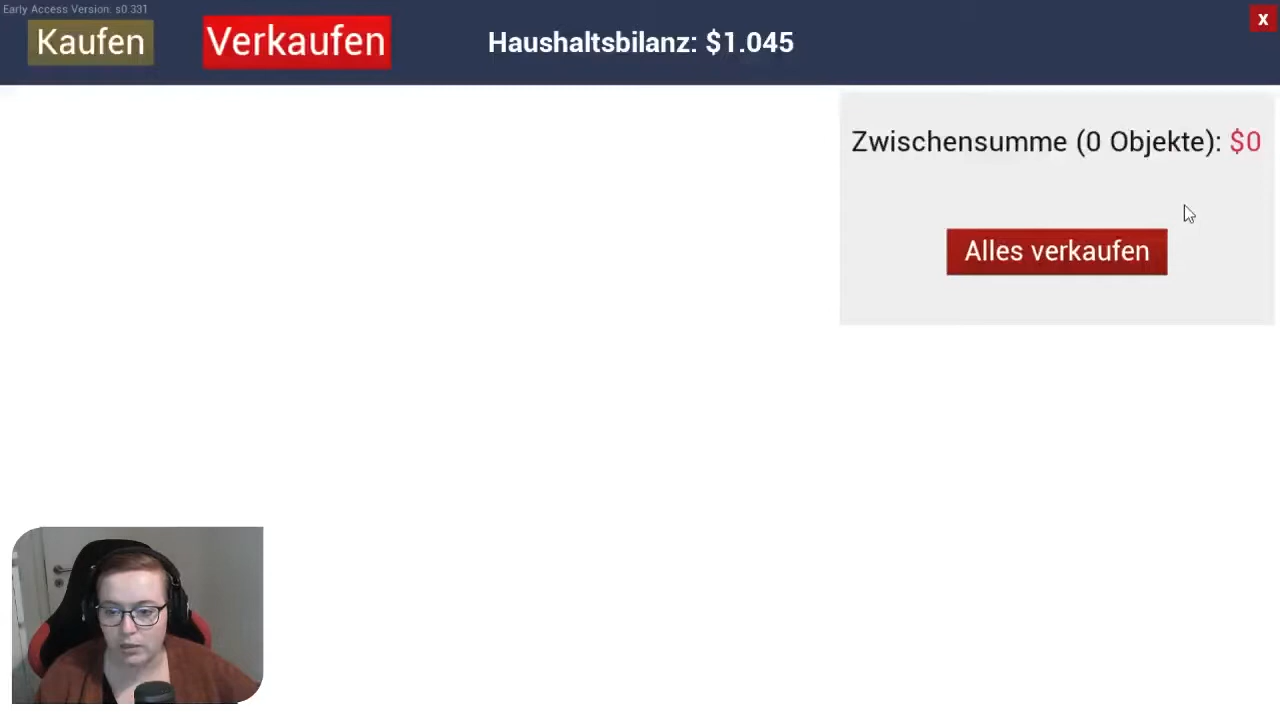 Early Access Version: s0.331
Kaufen
Verkaufen
Haushaltsbilanz: $1.045
x
Zwischensumme (0 Objekte): $0
Alles verkaufen